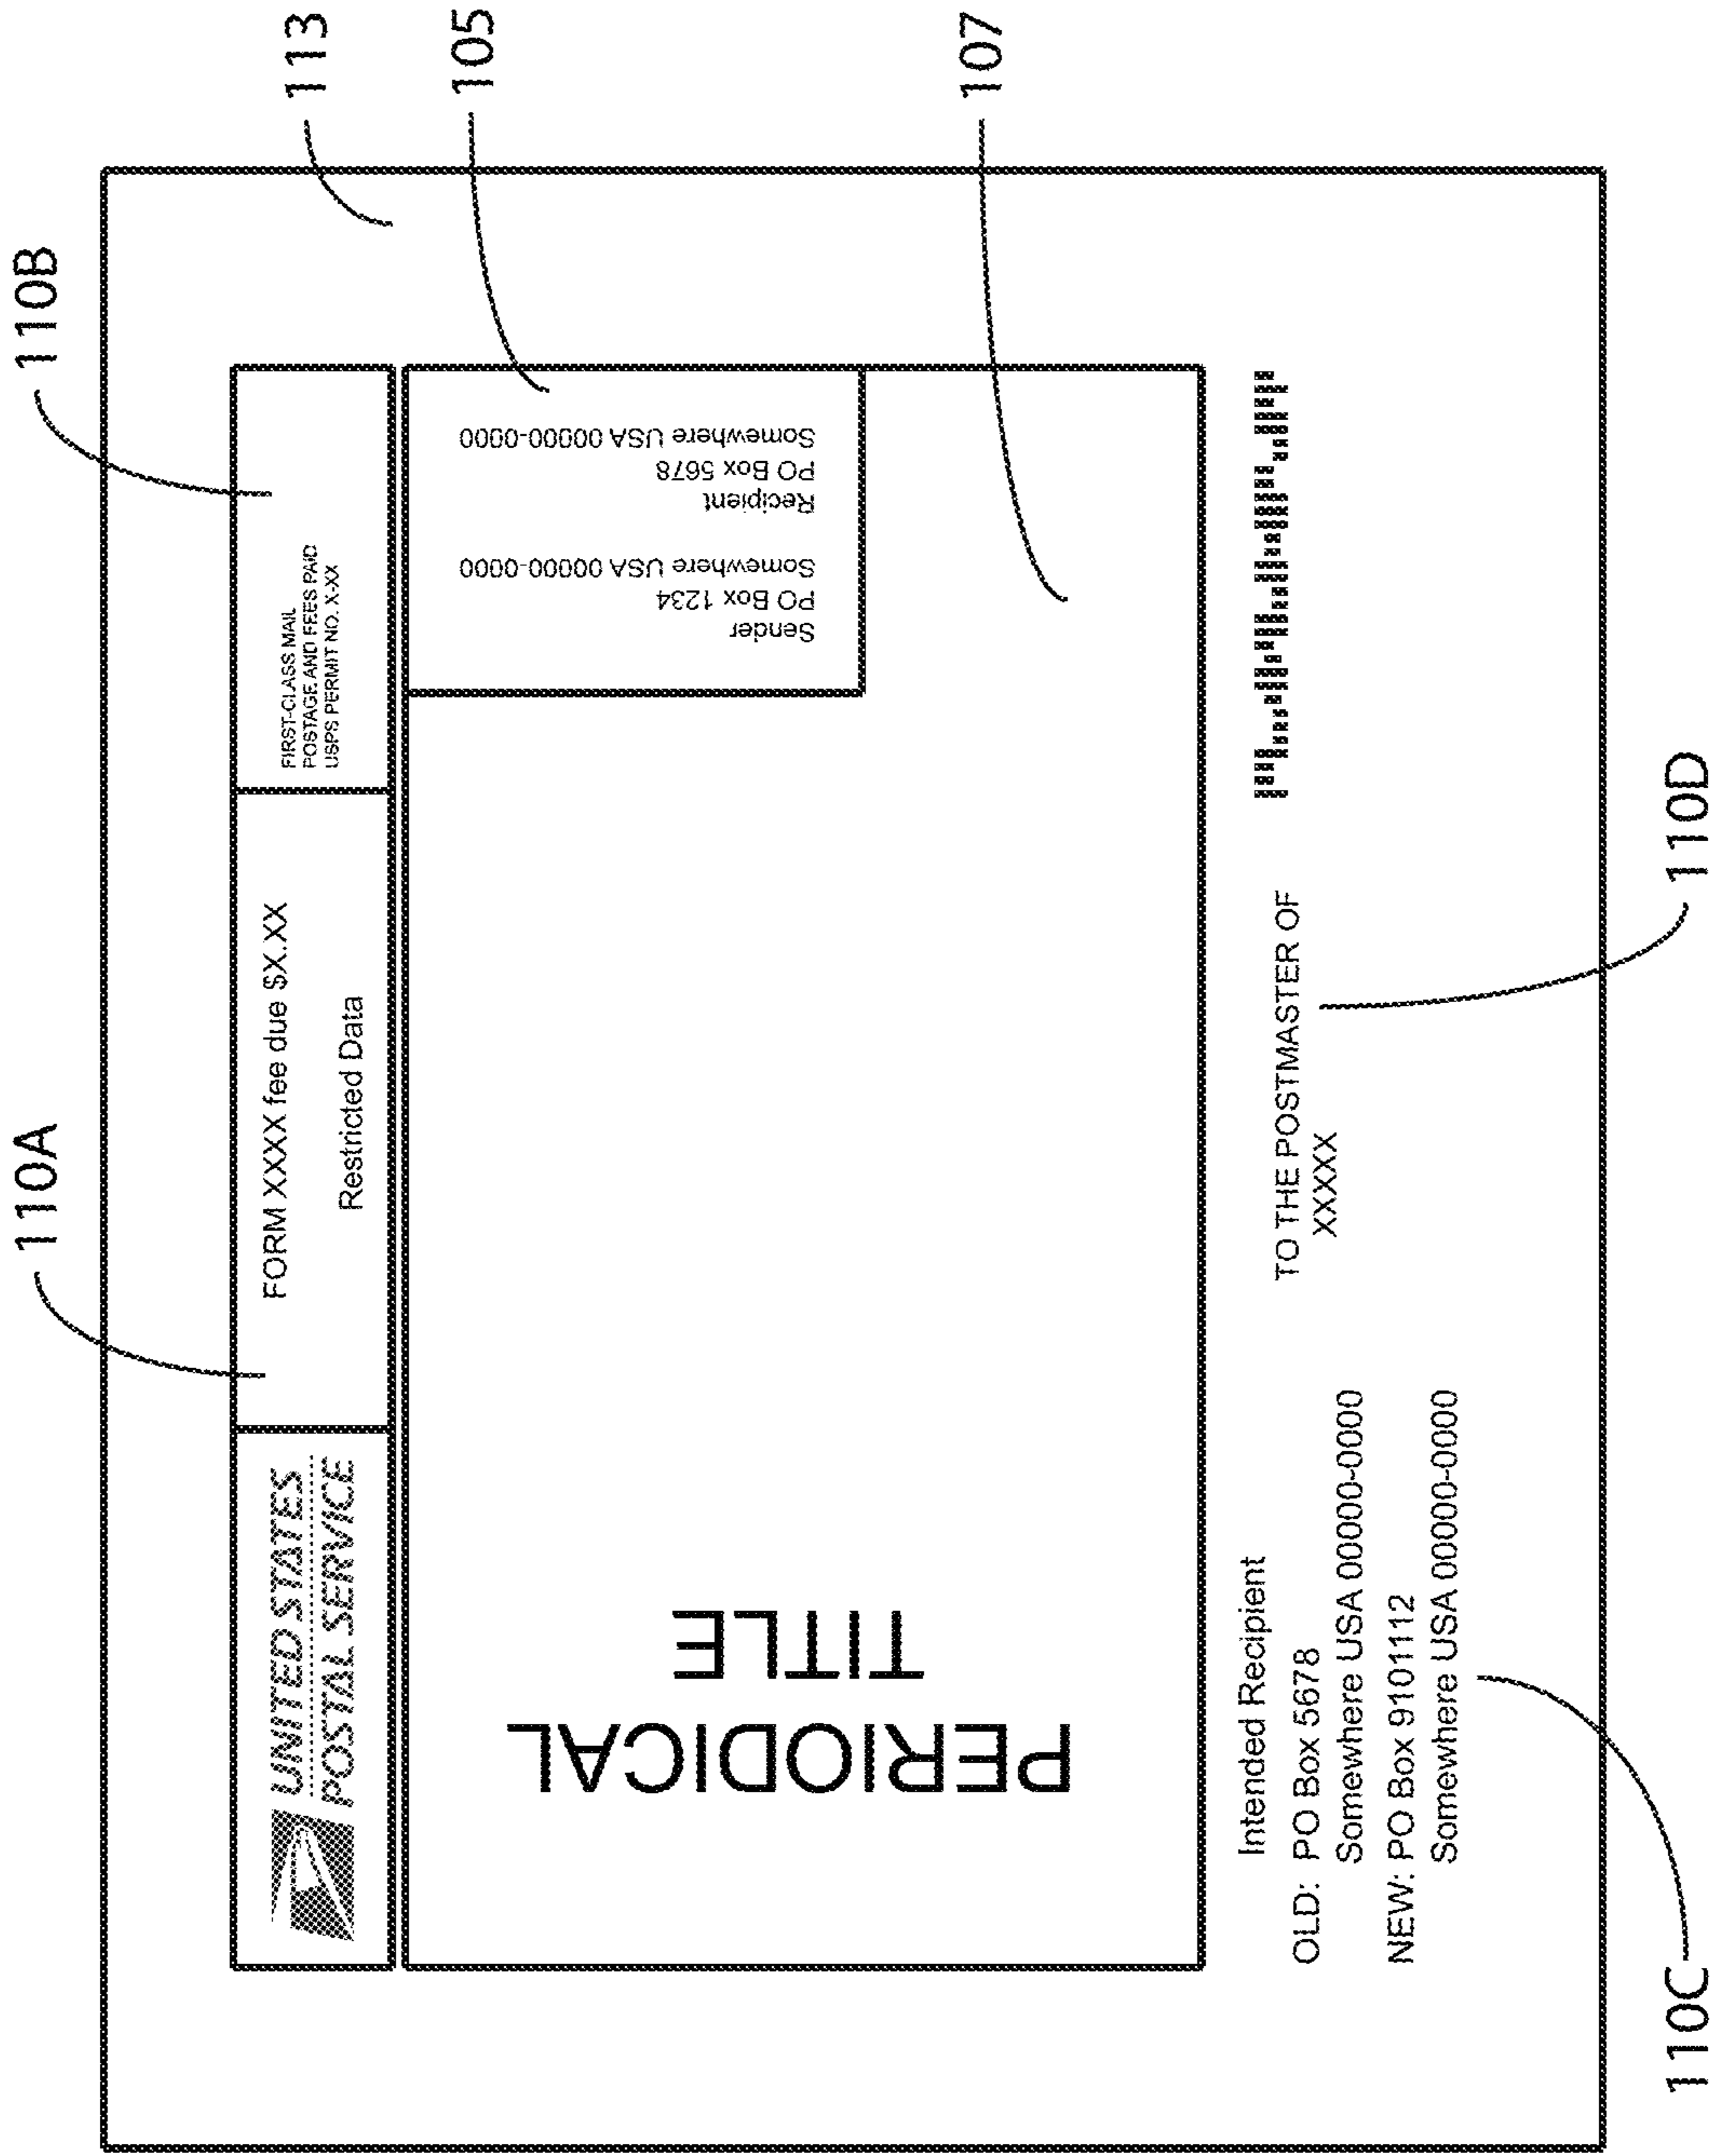 110A
110B
113
105
107
UNITED STATES
POSTAL SERVICE
FORM XXXX fee due $X.XX
Restricted Data
FIRST-CLASS MAIL
POSTAGE AND FEES PAID
USPS PERMIT NO. X-XX
PERIODICAL
TITLE
Sender
PO Box 1234
Somewhere USA 00000-0000
Recipient
PO Box 5678
Somewhere USA 00000-0000
Intended Recipient
OLD: PO Box 5678
Somewhere USA 00000-0000
NEW: PO Box 9101112
Somewhere USA 00000-0000
TO THE POSTMASTER OF
XXXXX
110C
110D